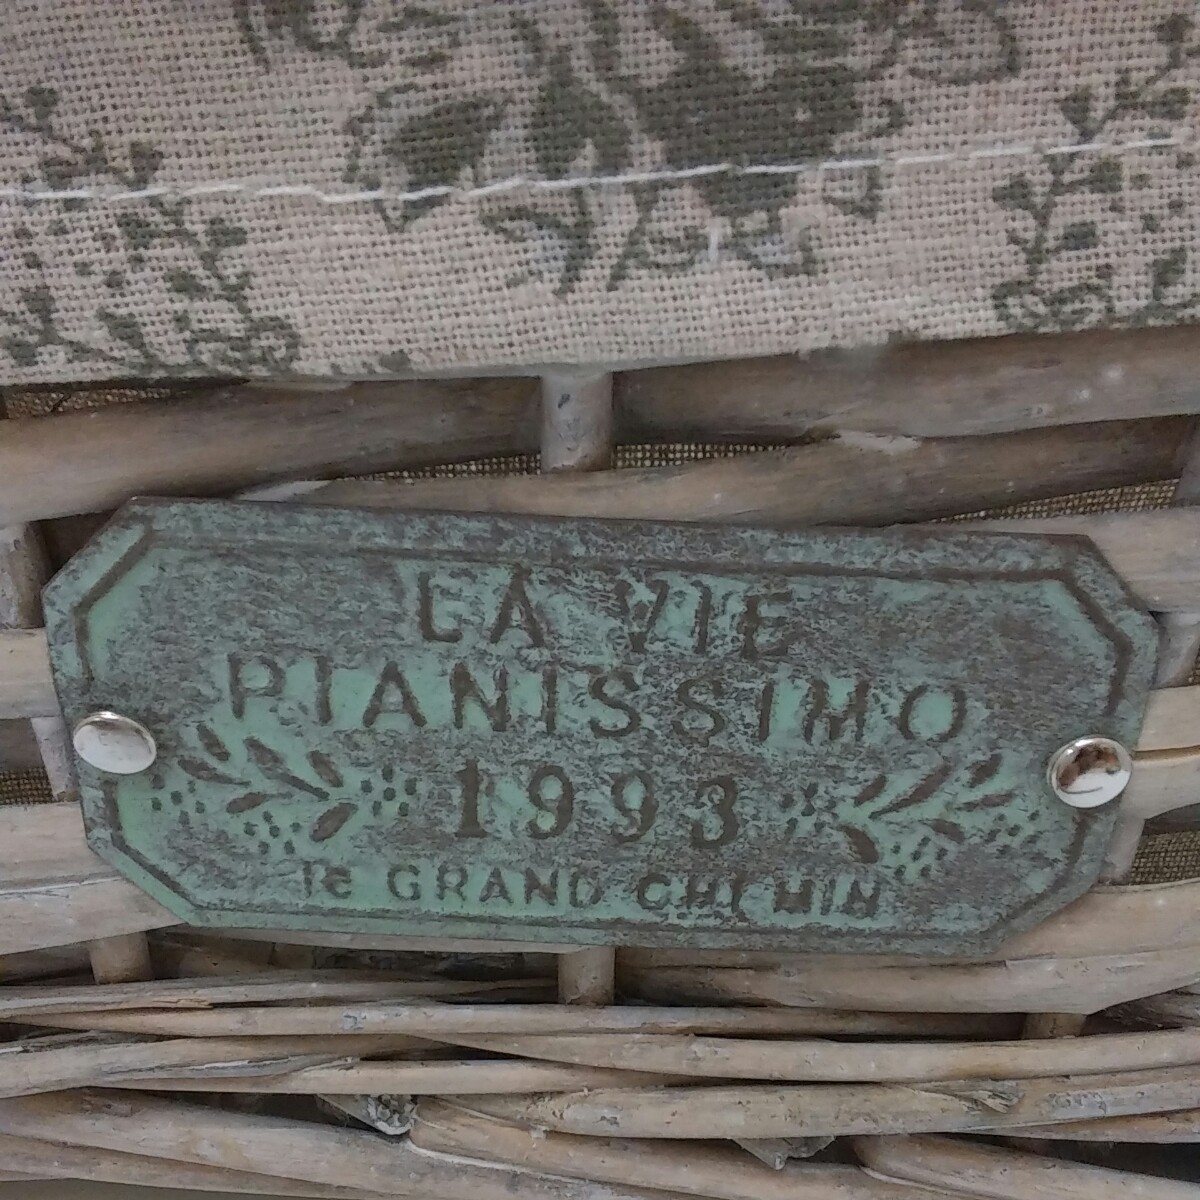 LA VIE
PIANISSIMO
1993
le GRAND CHEMIN